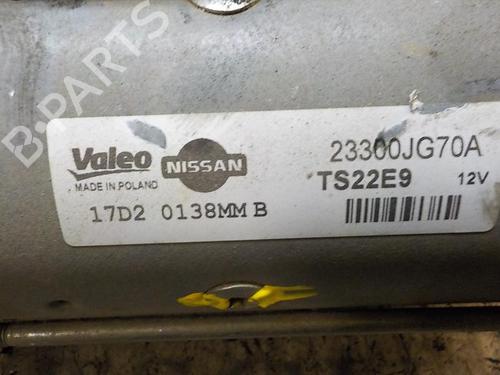 B-PARTS
Valeo
MADE IN POLAND
NISSAN
23300JG70A
TS22E9 12V
17D2 0138MM B